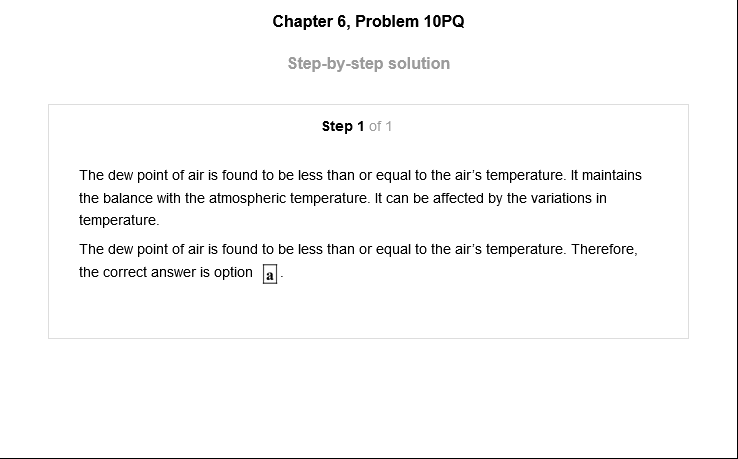 Chapter 6, Problem 10PQ
Step-by-step solution
Step 1 of 1
The dew point of air is found to be less than or equal to the air's temperature. It maintains
the balance with the atmospheric temperature. It can be affected by the variations in
temperature.
The dew point of air is found to be less than or equal to the air's temperature. Therefore,
the correct answer is option a.